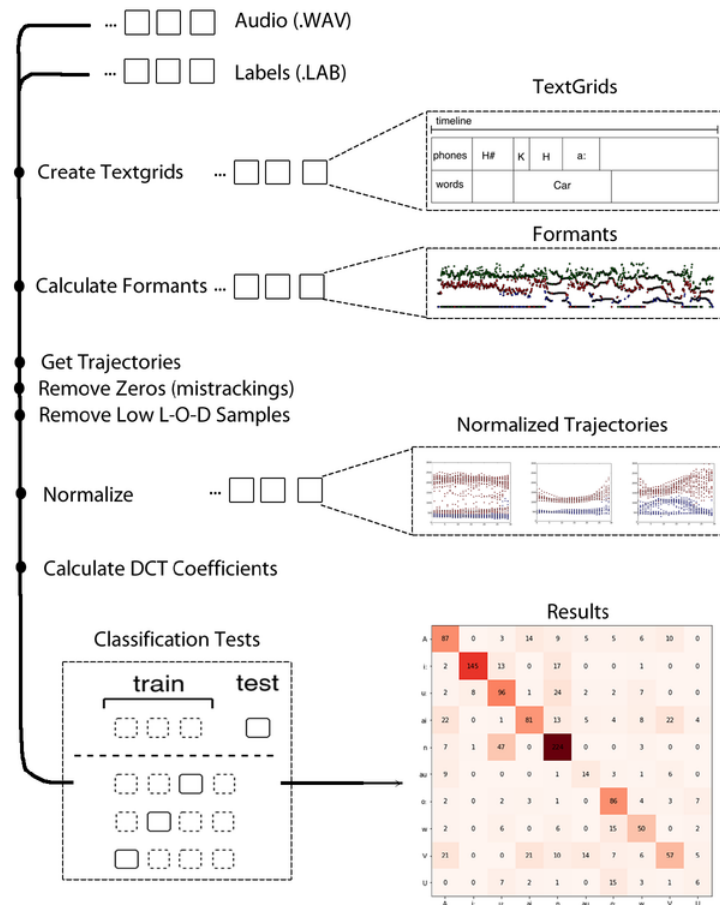 ... Audio (.WAV)
... Labels (.LAB)
TextGrids
timeline
phones H# K H a:
words Car
Create Textgrids ...
Formants
Calculate Formants ...
Get Trajectories
Remove Zeros (mistrackings)
Remove Low L-O-D Samples
Normalized Trajectories
Normalize ...
Calculate DCT Coefficients
Classification Tests
train test
Results
A 87 0 3 14 9 5 5 6 10 0
i: 2 145 13 0 17 0 0 1 0 0
u 2 8 96 1 24 2 2 7 0 0
ai 22 0 1 81 13 5 4 8 22 4
n 7 1 47 0 0 0 3 0 0
au 9 0 0 0 1 14 3 1 6 0
o 2 0 2 3 1 0 86 4 3 7
w 2 0 6 0 6 0 15 50 0 2
V 21 0 0 21 10 14 7 6 57 5
U 0 0 7 2 1 0 15 3 1 6